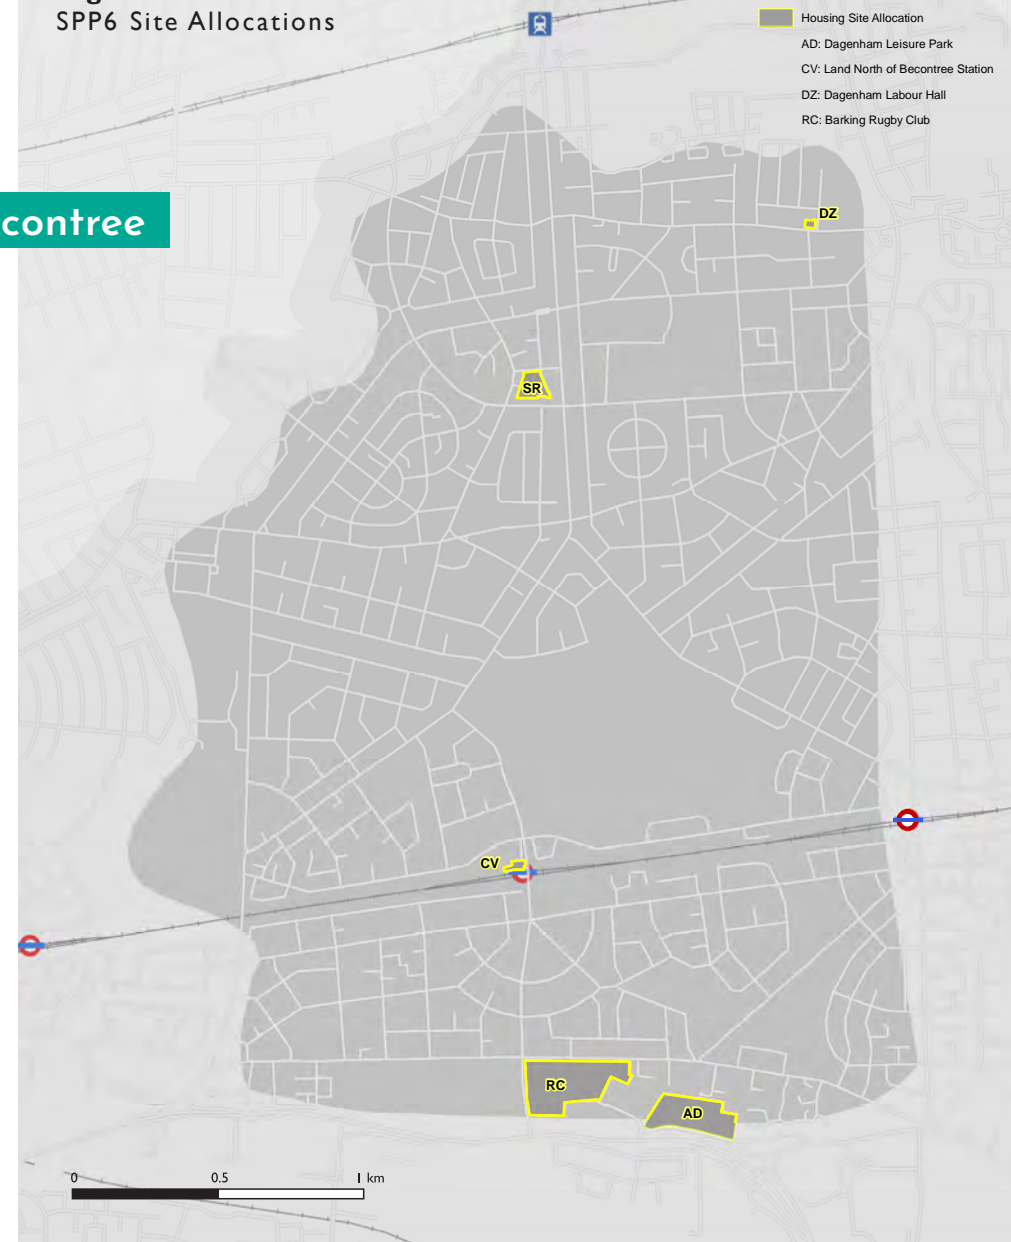 SPP6 Site Allocations
Housing Site Allocation
AD: Dagenham Leisure Park
CV: Land North of Becontree Station
DZ: Dagenham Labour Hall
RC: Barking Rugby Club
contree
DZ
SR
CV
RC
AD
0 0.5 1 km